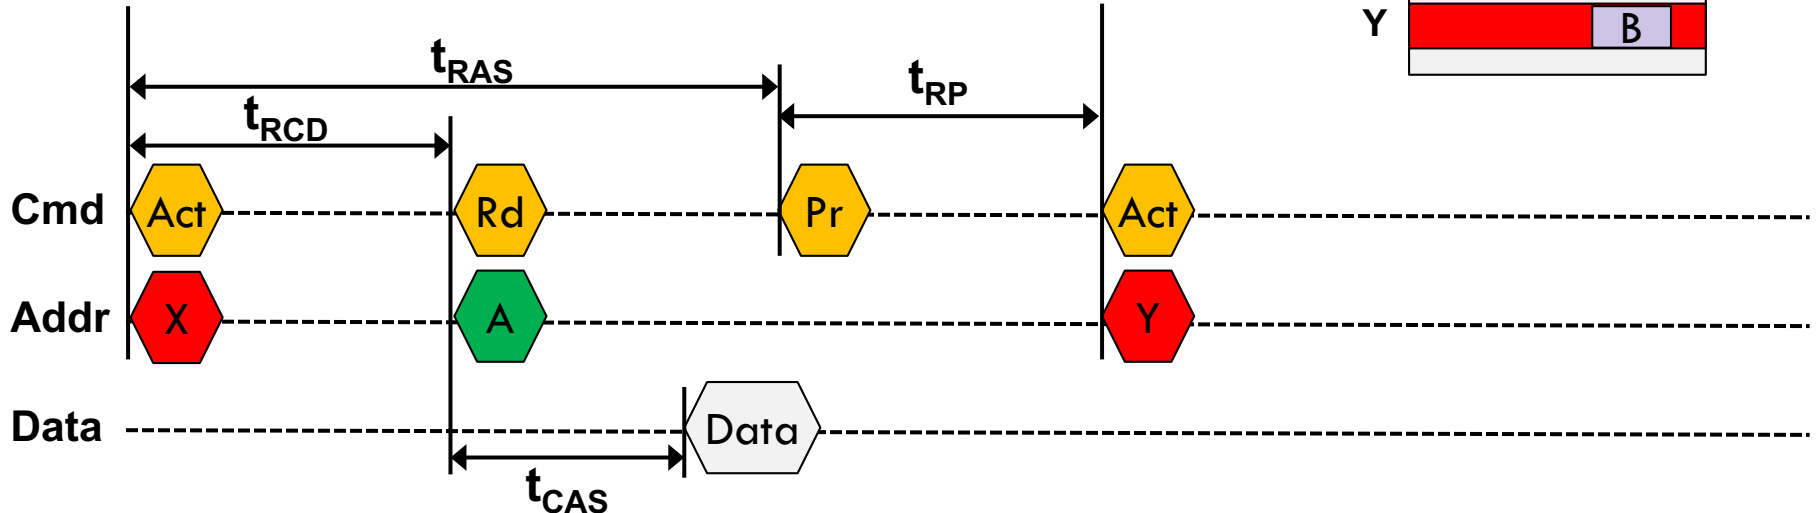 Y B
tRAS
tRP
tRCD
Cmd Act Rd Pr Act
Addr X A Y
Data Data
tCAS